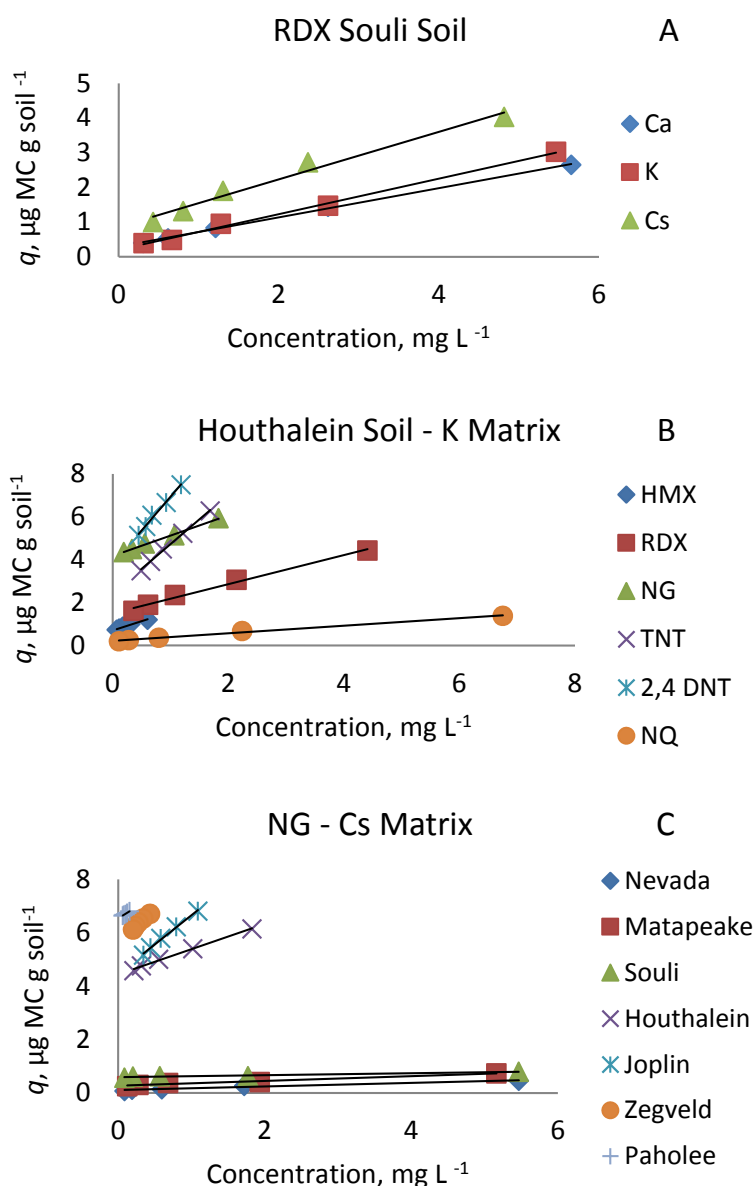 RDX Souli Soil
A
5
4
3
2
1
0
q, µg MC g soil -1
0 2 4 6
Concentration, mg L -1
Ca
K
Cs
Houthalein Soil - K Matrix
B
8
6
4
2
0
q, µg MC g soil-1
0 2 4 6 8
Concentration, mg L-1
HMX
RDX
NG
TNT
2,4 DNT
NQ
NG - Cs Matrix
C
8
6
4
2
0
q, µg MC g soil-1
0 2 4 6
Concentration, mg L -1
Nevada
Matapeake
Souli
Houthalein
Joplin
Zegveld
Paholee